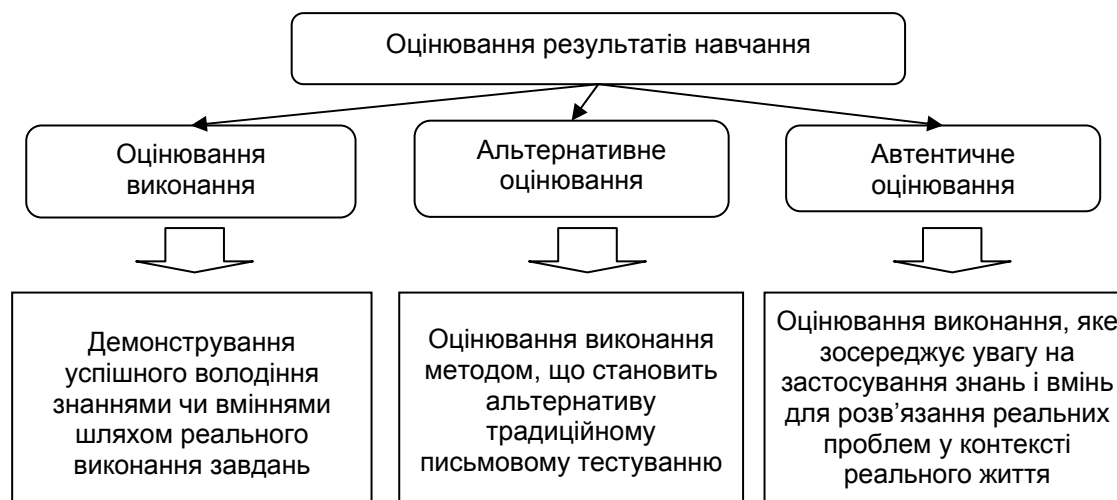 Оцінювання результатів навчання
Оцінювання
виконання
Альтернативне
оцінювання
Автентичне
оцінювання
Демонстрування
успішного володіння
знаннями чи вміннями
шляхом реального
виконання завдань
Оцінювання виконання
методом, що становить
альтернативу
традиційному
письмовому тестуванню
Оцінювання виконання, яке
зосереджує увагу на
застосування знань і вмінь
для розв’язання реальних
проблем у контексті
реального життя